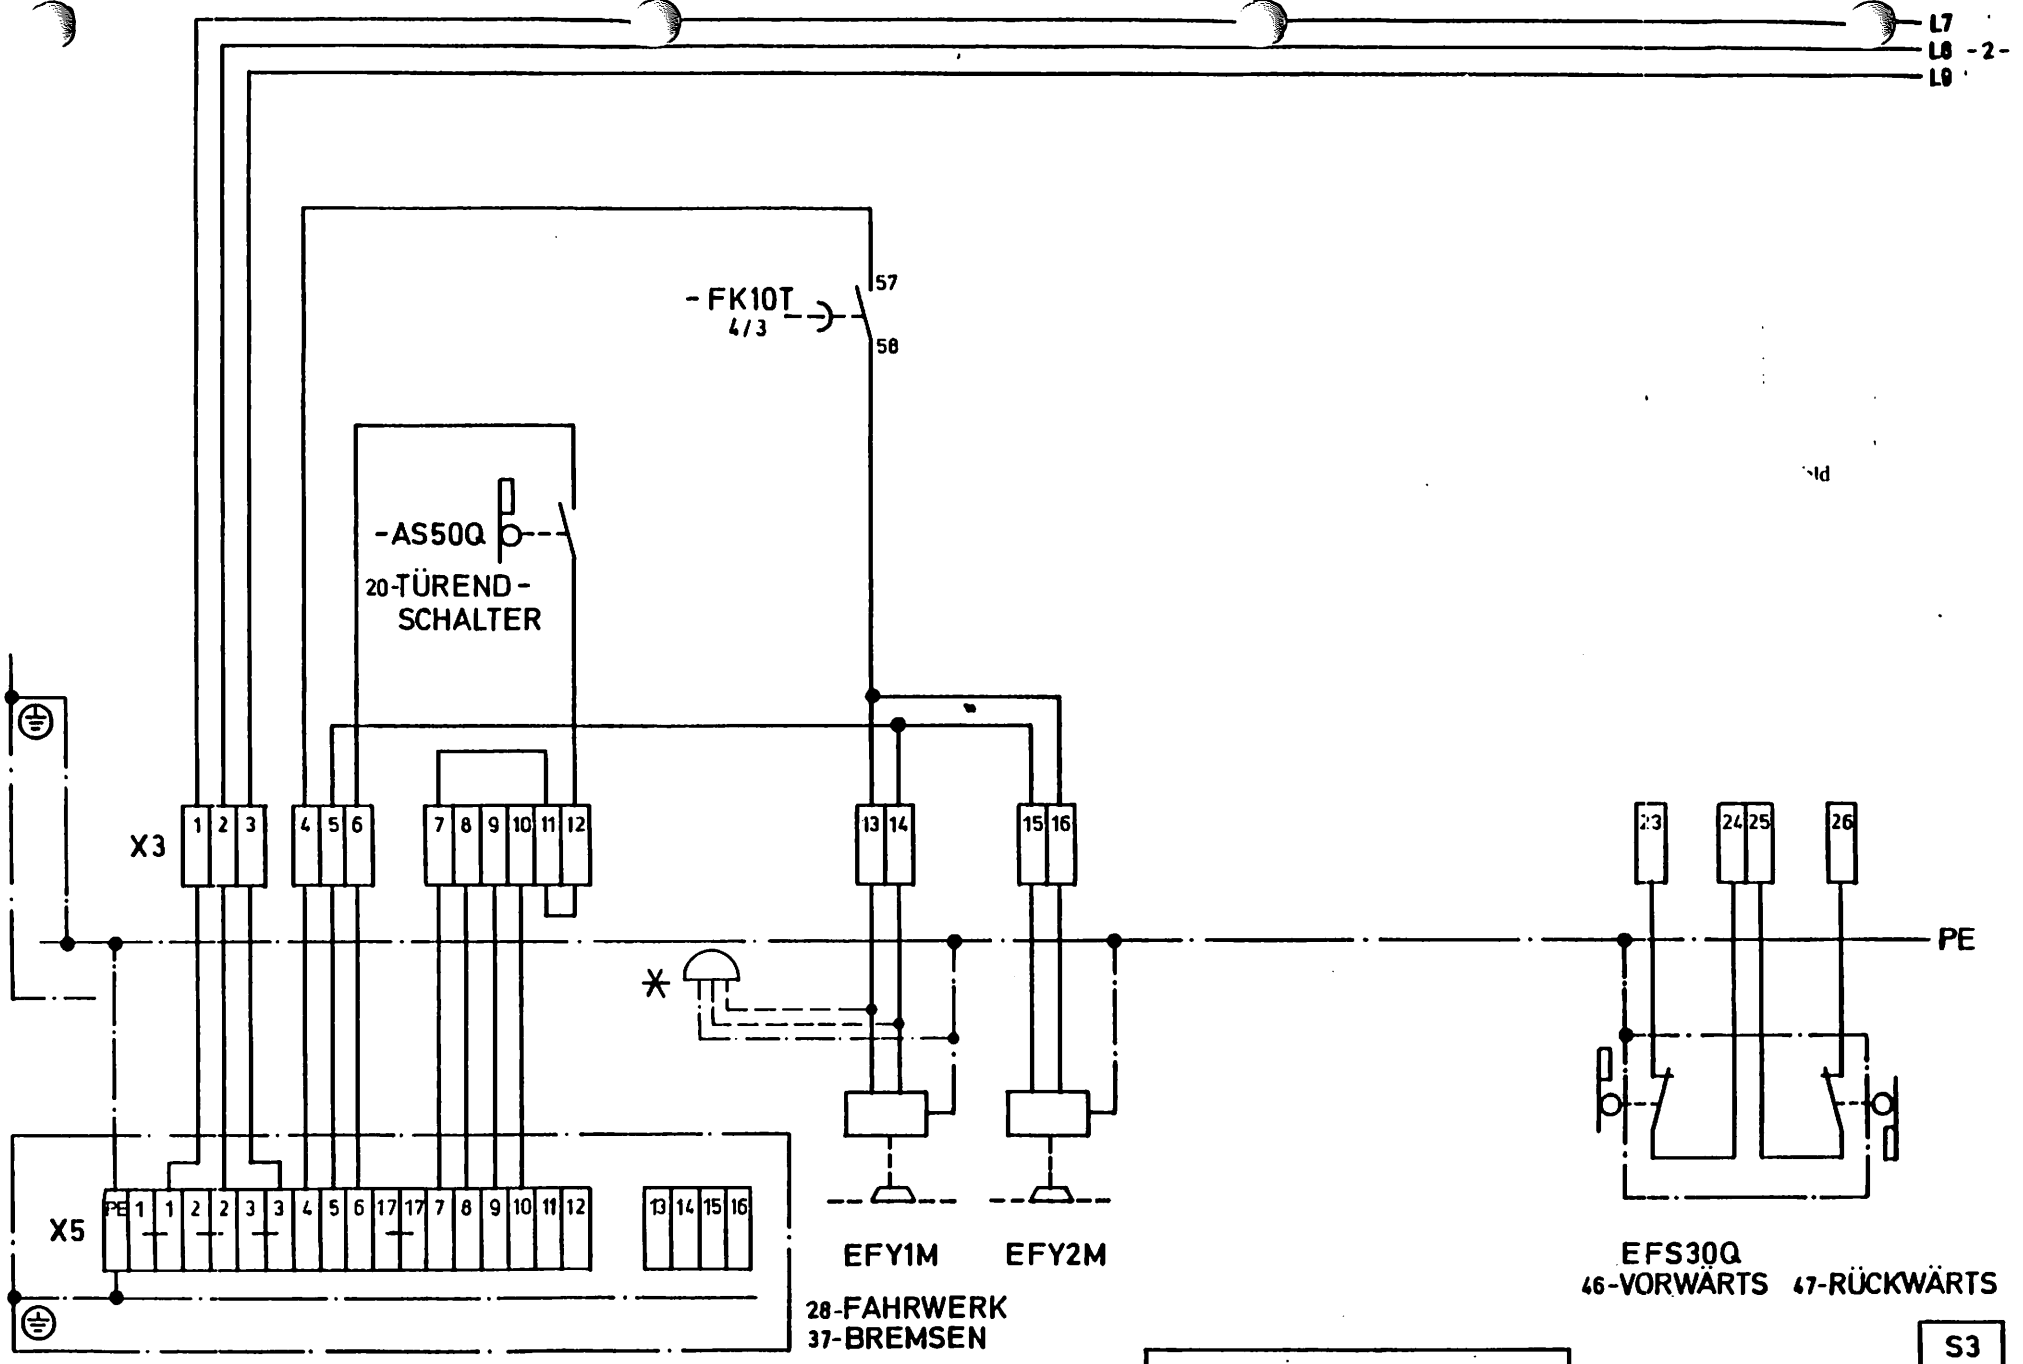 L7
L8 -2-
L9
57
-FK10T
4/3
58
-AS50Q
20-TÜREND-
SCHALTER
X3
1 2 3 4 5 6 7 8 9 10 11 12 13 14 15 16 23 24 25 26
PE
X5
PE 1 1 2 2 3 3 4 5 6 17 17 7 8 9 10 11 12 13 14 15 16
EFY1M
EFY2M
28-FAHRWERK
37-BREMSEN
EFS30Q
46-VORWÄRTS 47-RÜCKWÄRTS
S3